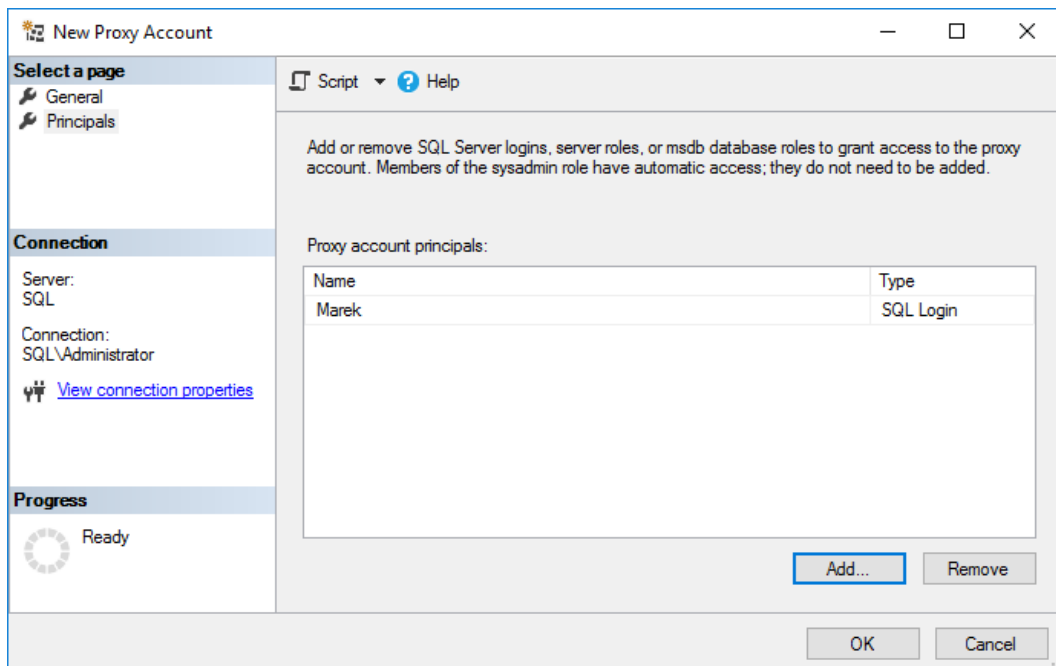 New Proxy Account
Select a page
General
Principals
Script
Help
Add or remove SQL Server logins, server roles, or msdb database roles to grant access to the proxy
account. Members of the sysadmin role have automatic access; they do not need to be added.
Proxy account principals:
Name Type
Marek SQL Login
Connection
Server:
SQL
Connection:
SQL\Administrator
View connection properties
Progress
Ready
Add... Remove
OK Cancel